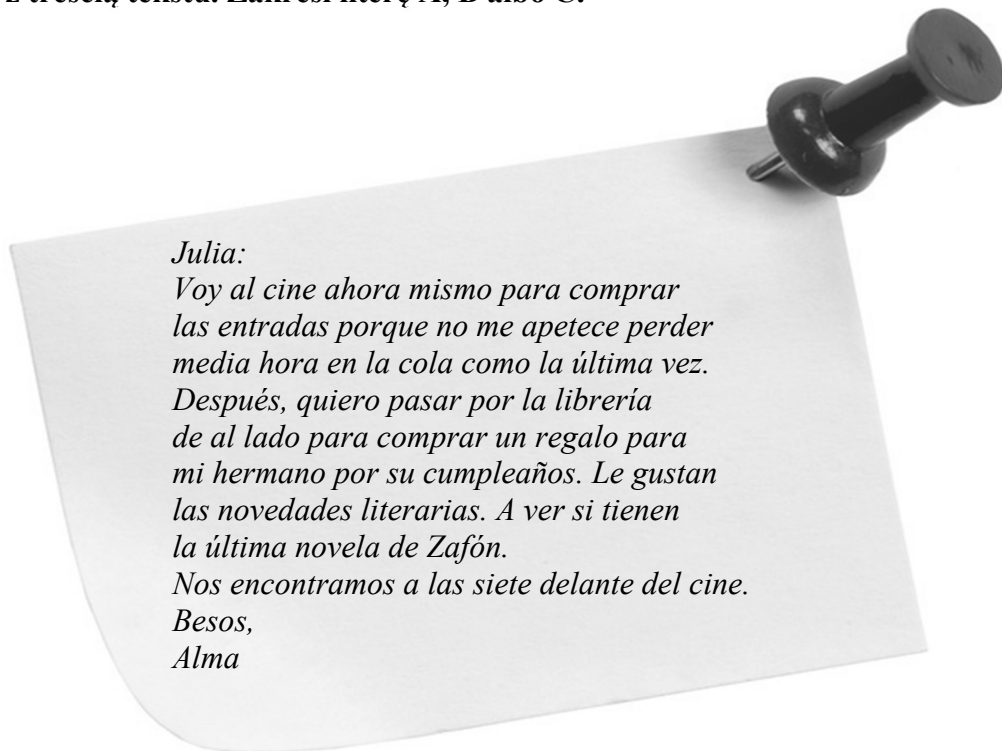 z treścią tekstu. Zakreśl literę A, B albo C.
Julia:
Voy al cine ahora mismo para comprar
las entradas porque no me apetece perder
media hora en la cola como la última vez.
Después, quiero pasar por la librería
de al lado para comprar un regalo para
mi hermano por su cumpleaños. Le gustan
las novedades literarias. A ver si tienen
la última novela de Zafón.
Nos encontramos a las siete delante del cine.
Besos,
Alma